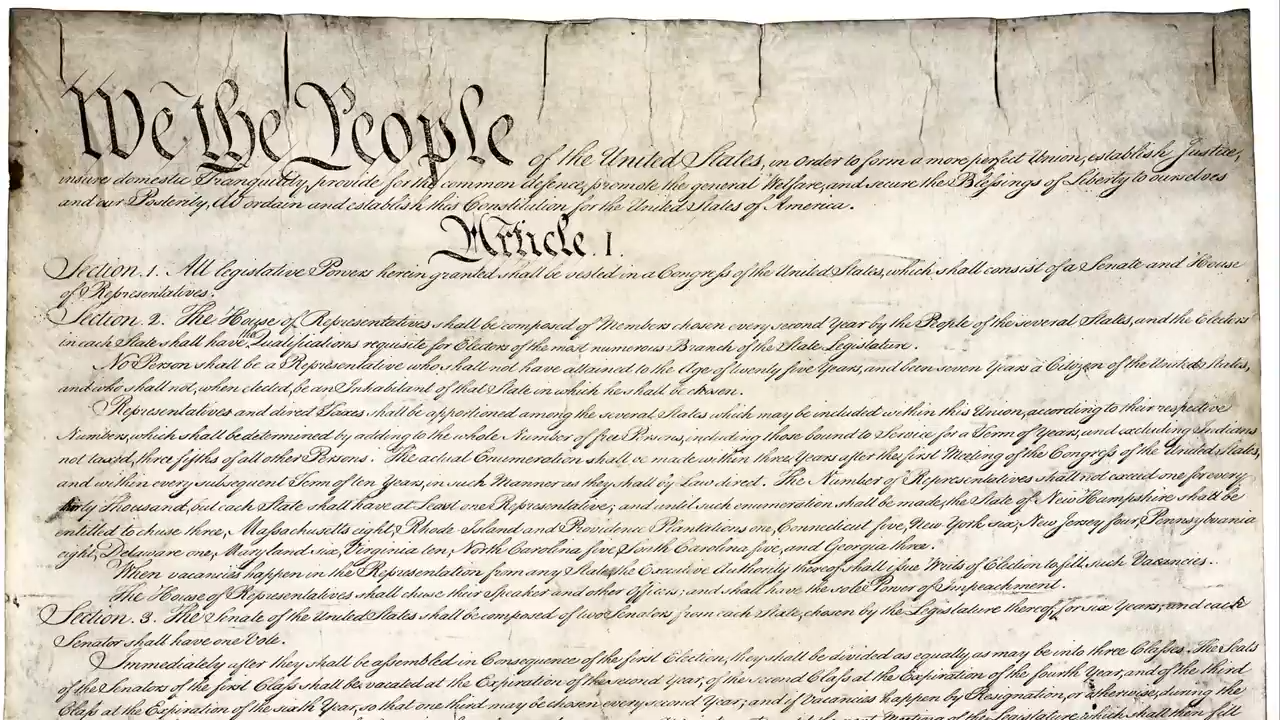 We the People of the United States, in Order to form a more perfect Union, establish Justice,
insure domestic Tranquility, provide for the common defence, promote the general Welfare, and secure the Blessings of Liberty to ourselves
and our Posterity, do ordain and establish this Constitution for the United States of America.
Article. I.
Section. 1. All legislative Powers herein granted shall be vested in a Congress of the United States, which shall consist of a Senate and House
of Representatives.
Section. 2. The House of Representatives shall be composed of Members chosen every second Year by the People of the several States, and the Electors
in each State shall have the Qualifications requisite for Electors of the most numerous Branch of the State Legislature.
No Person shall be a Representative who shall not have attained to the Age of twenty five Years, and been seven Years a Citizen of the United States,
and who shall not, when elected, be an Inhabitant of that State in which he shall be chosen.
Representatives and direct Taxes shall be apportioned among the several States which may be included within this Union, according to their respective
Numbers, which shall be determined by adding to the whole Number of free Persons, including those bound to Service for a Term of Years, and excluding Indians
not taxed, three fifths of all other Persons. The actual Enumeration shall be made within three Years after the first Meeting of the Congress of the United States,
and within every subsequent Term of ten Years, in such Manner as they shall by Law direct. The Number of Representatives shall not exceed one for every
thirty Thousand, but each State shall have at Least one Representative; and until such enumeration shall be made, the State of New Hampshire shall be
entitled to chuse three, Massachusetts eight, Rhode Island and Providence Plantations one, Connecticut five, New York six, New Jersey four, Pennsylvania
eight, Delaware one, Maryland six, Virginia ten, North Carolina five, South Carolina five, and Georgia three.
When vacancies happen in the Representation from any State, the Executive Authority thereof shall issue Writs of Election to fill such Vacancies.
The House of Representatives shall chuse their Speaker and other Officers; and shall have the sole Power of Impeachment.
Section. 3. The Senate of the United States shall be composed of two Senators from each State, chosen by the Legislature thereof, for six Years; and each
Senator shall have one Vote.
Immediately after they shall be assembled in Consequence of the first Election, they shall be divided as equally as may be into three Classes. The Seats
of the Senators of the first Class shall be vacated at the Expiration of the second Year, of the second Class at the Expiration of the fourth Year, and of the third
Class at the Expiration of the sixth Year, so that one third may be chosen every second Year; and if Vacancies happen by Resignation, or otherwise, during the
Meeting of the Legislature, which shall then fill